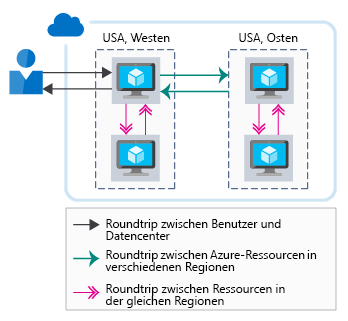 USA, Westen
USA, Osten
Roundtrip zwischen Benutzer und
Datencenter
Roundtrip zwischen Azure-Ressourcen in
verschiedenen Regionen
Roundtrip zwischen Ressourcen in
der gleichen Regionen